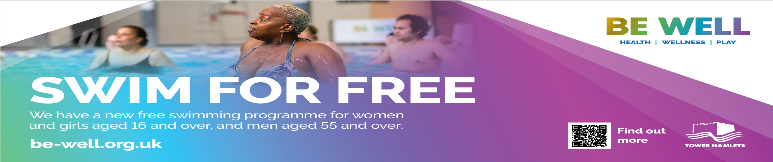 BE WELL
HEALTH | WELLNESS | PLAY
SWIM FOR FREE
We have a new free swimming programme for women
and girls aged 16 and over, and men aged 55 and over.
be-well.org.uk
Find out
more
TOWER HAMLETS